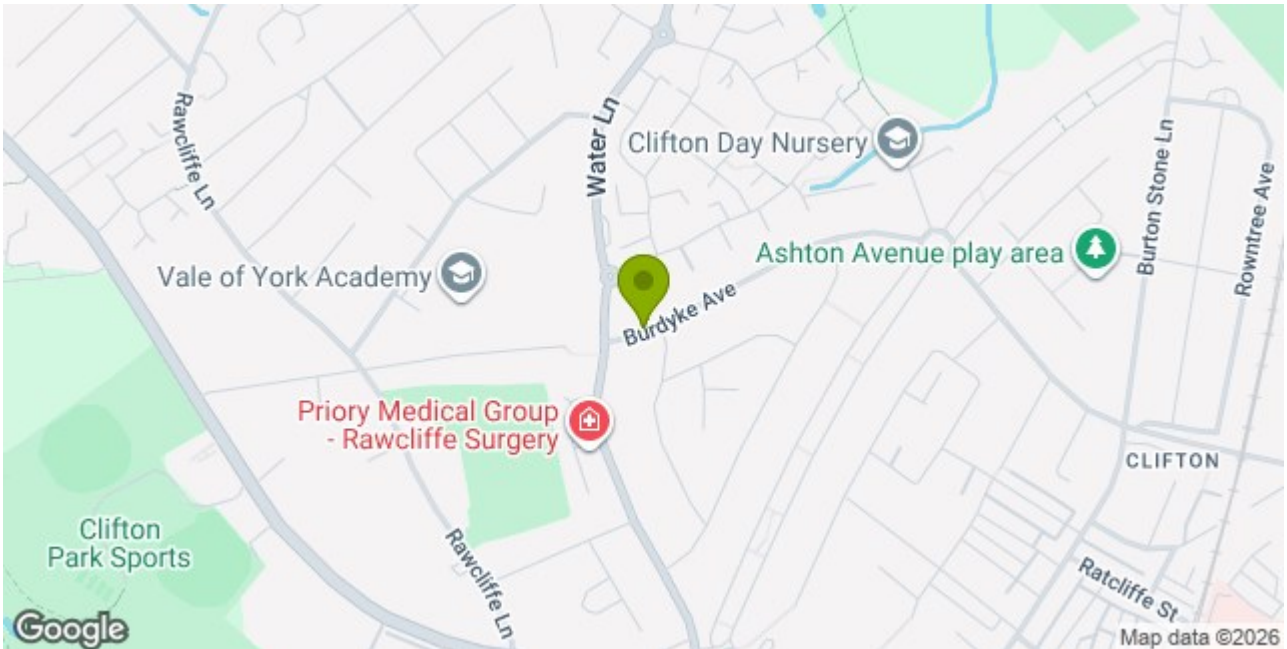 Water Ln
Rawcliffe Ln
Clifton Day Nursery
Burton Stone Ln
Rowntree Ave
Ashton Avenue play area
Vale of York Academy
Burdyke Ave
Priory Medical Group
- Rawcliffe Surgery
CLIFTON
Clifton
Park Sports
Rawcliffe Ln
Ratcliffe St
Google
Map data ©2026